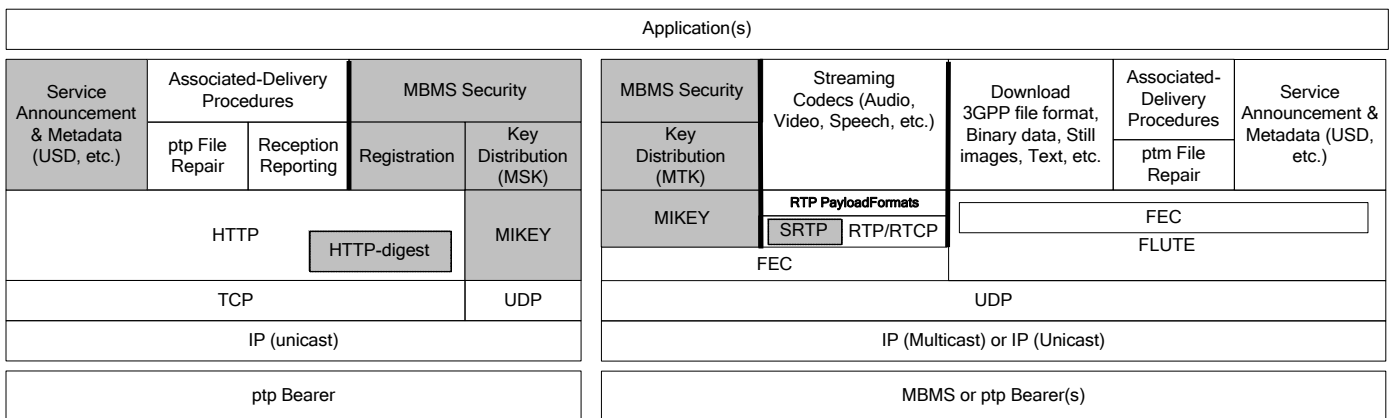 Application(s)
Service
Announcement
& Metadata
(USD, etc.)
Associated-Delivery
Procedures
ptp File
Repair
Reception
Reporting
MBMS Security
Registration
Key
Distribution
(MSK)
HTTP
HTTP-digest
MIKEY
TCP
UDP
IP (unicast)
ptp Bearer
MBMS Security
Key
Distribution
(MTK)
MIKEY
Streaming
Codecs (Audio,
Video, Speech, etc.)
RTP PayloadFormats
SRTP
RTP/RTCP
FEC
Download
3GPP file format,
Binary data, Still
images, Text, etc.
Associated-
Delivery
Procedures
ptm File
Repair
Service
Announcement &
Metadata (USD,
etc.)
FEC
FLUTE
UDP
IP (Multicast) or IP (Unicast)
MBMS or ptp Bearer(s)